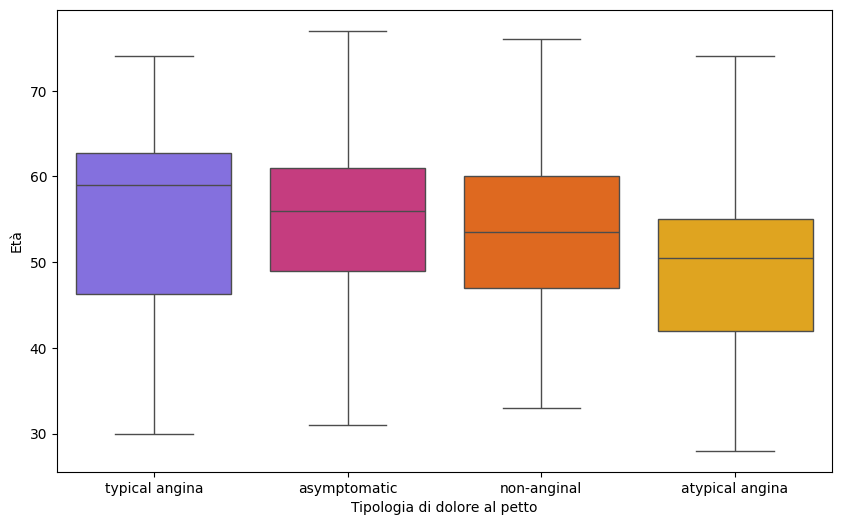 Età
70
60
50
40
30
typical angina
asymptomatic
non-anginal
atypical angina
Tipologia di dolore al petto